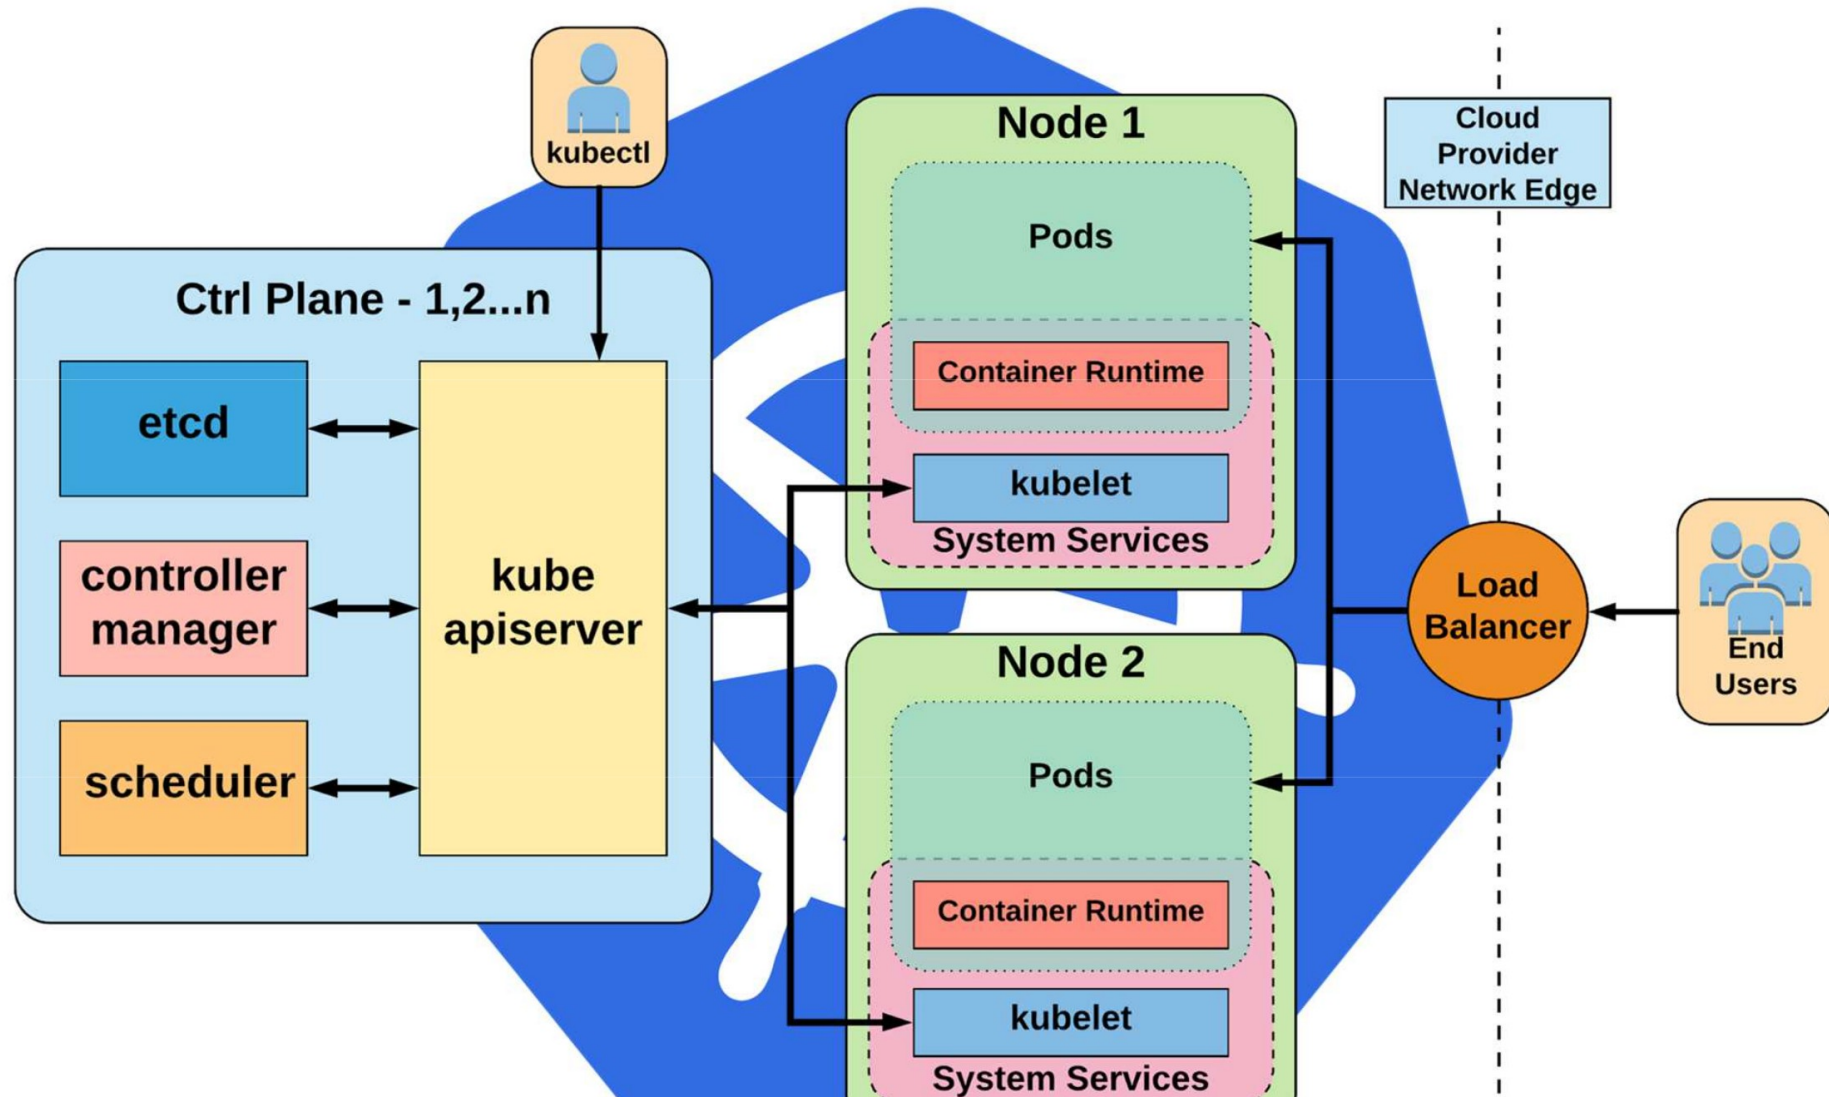 kubectl
Ctrl Plane - 1,2...n
etcd
controller
manager
scheduler
kube
apiserver
Node 1
Pods
Container Runtime
kubelet
System Services
Node 2
Pods
Container Runtime
kubelet
System Services
Cloud
Provider
Network Edge
Load
Balancer
End
Users